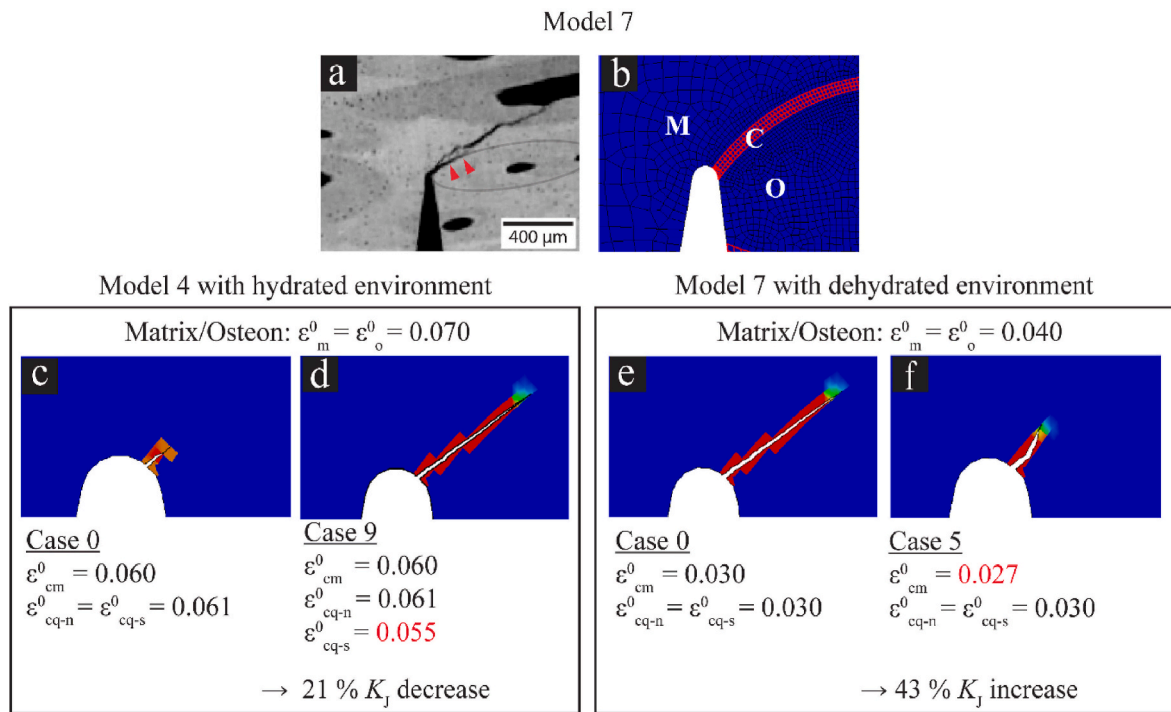 Model 7
a
400 μm
b
M
C
O
Model 4 with hydrated environment
Matrix/Osteon: ε⁰ₘ = ε⁰ₒ = 0.070
c
d
Case 0
ε⁰cm = 0.060
ε⁰cq-n = ε⁰cq-s = 0.061
Case 9
ε⁰cm = 0.060
ε⁰cq-n = 0.061
ε⁰cq-s = 0.055
→ 21 % KJ decrease
Model 7 with dehydrated environment
Matrix/Osteon: ε⁰ₘ = ε⁰ₒ = 0.040
e
f
Case 0
ε⁰cm = 0.030
ε⁰cq-n = ε⁰cq-s = 0.030
Case 5
ε⁰cm = 0.027
ε⁰cq-n = ε⁰cq-s = 0.030
→ 43 % KJ increase